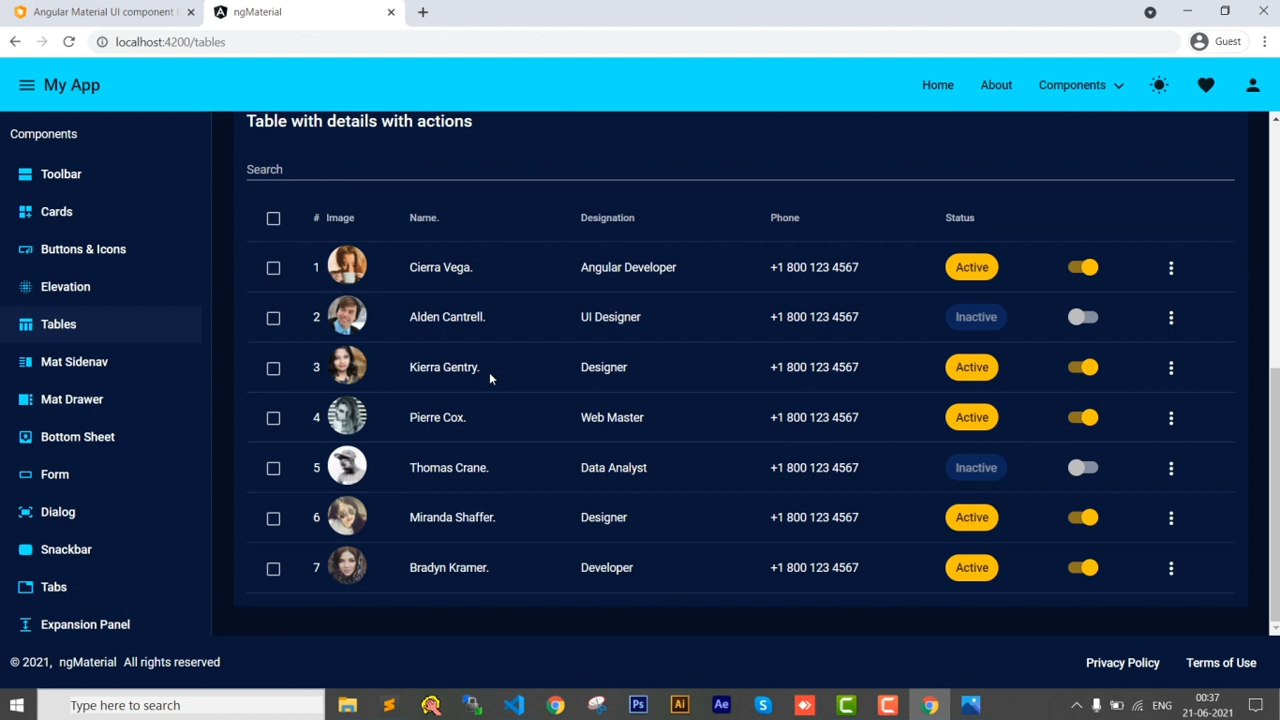 Angular Material UI component
ngMaterial
localhost:4200/tables
Guest
My App
Home
About
Components
Components
Toolbar
Cards
Buttons & Icons
Elevation
Tables
Mat Sidenav
Mat Drawer
Bottom Sheet
Form
Dialog
Snackbar
Tabs
Expansion Panel
Table with details with actions
Search
# Image Name. Designation Phone Status
1 Cierra Vega. Angular Developer +1 800 123 4567 Active
2 Alden Cantrell. UI Designer +1 800 123 4567 Inactive
3 Kierra Gentry. Designer +1 800 123 4567 Active
4 Pierre Cox. Web Master +1 800 123 4567 Active
5 Thomas Crane. Data Analyst +1 800 123 4567 Inactive
6 Miranda Shaffer. Designer +1 800 123 4567 Active
7 Bradyn Kramer. Developer +1 800 123 4567 Active
© 2021, ngMaterial All rights reserved
Privacy Policy
Terms of Use
Type here to search
Ps
Ai
Ae
ENG
00:37
21-06-2021